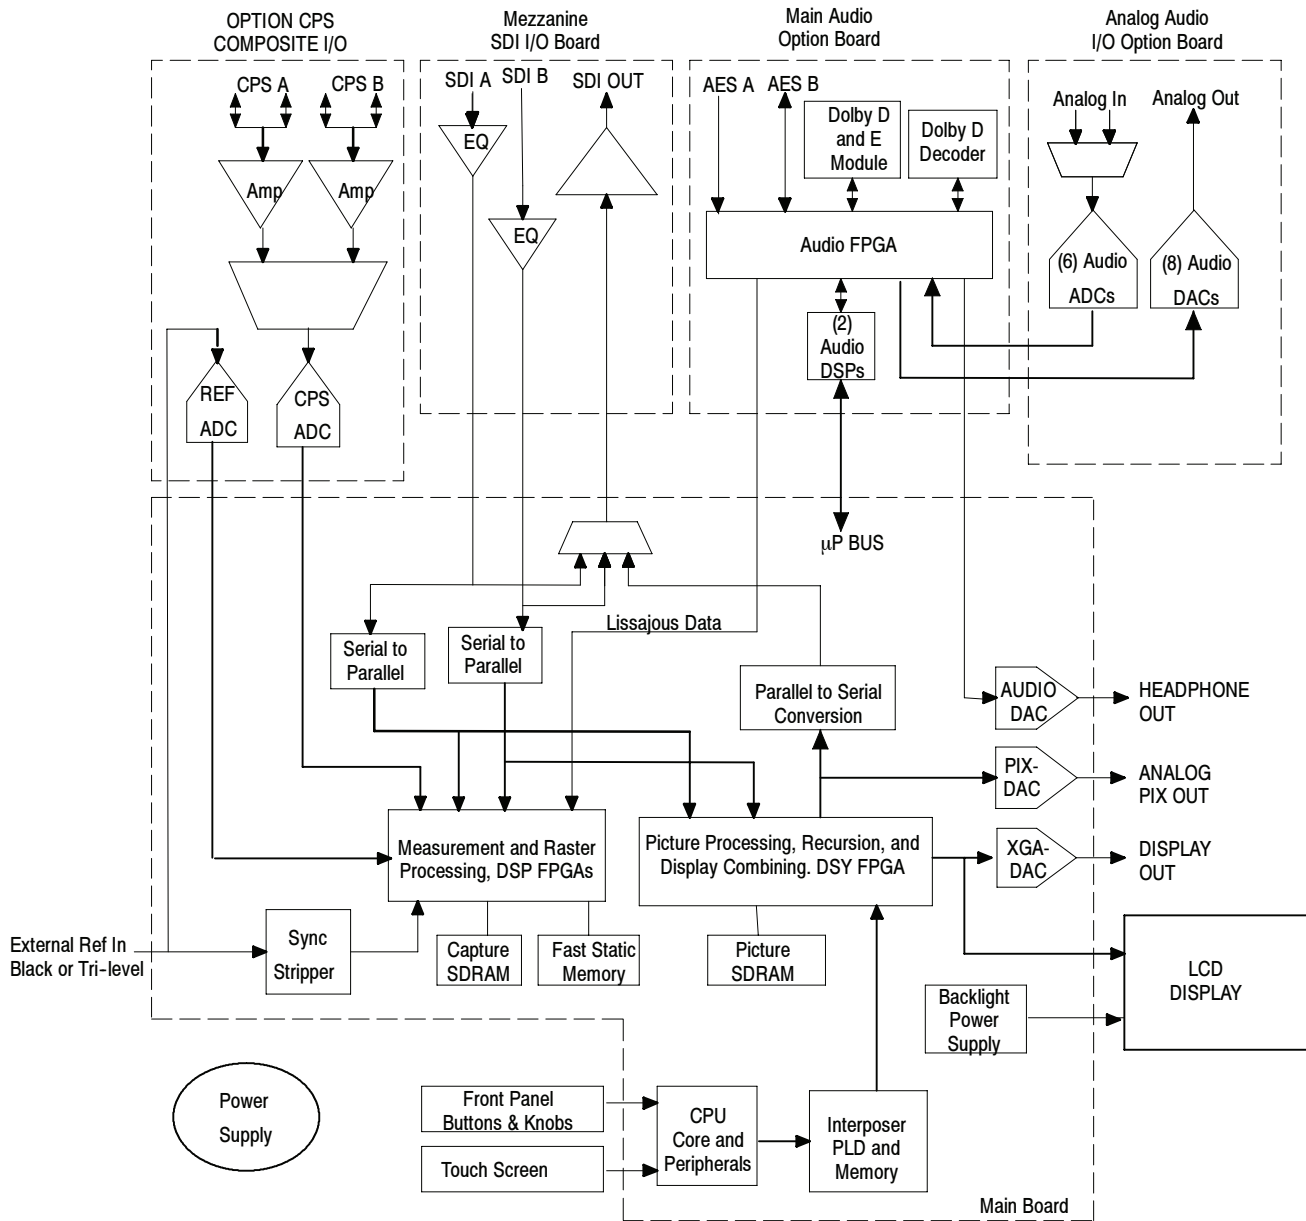 OPTION CPS
COMPOSITE I/O
Mezzanine
SDI I/O Board
Main Audio
Option Board
Analog Audio
I/O Option Board
CPS A
CPS B
SDI A
SDI B
SDI OUT
AES A
AES B
Analog In
Analog Out
Dolby D
and E
Module
Dolby D
Decoder
EQ
Amp
Amp
EQ
Audio FPGA
(6) Audio
ADCs
(8) Audio
DACs
(2)
Audio
DSPs
REF
ADC
CPS
ADC
µP BUS
Lissajous Data
Serial to
Parallel
Serial to
Parallel
Parallel to Serial
Conversion
AUDIO
DAC
HEADPHONE
OUT
PIX-
DAC
ANALOG
PIX OUT
Measurement and Raster
Processing, DSP FPGAs
Picture Processing, Recursion, and
Display Combining. DSY FPGA
XGA-
DAC
DISPLAY
OUT
External Ref In
Black or Tri-level
Sync
Stripper
Capture
SDRAM
Fast Static
Memory
Picture
SDRAM
LCD
DISPLAY
Backlight
Power
Supply
Power
Supply
Front Panel
Buttons & Knobs
Touch Screen
CPU
Core and
Peripherals
Interposer
PLD and
Memory
Main Board